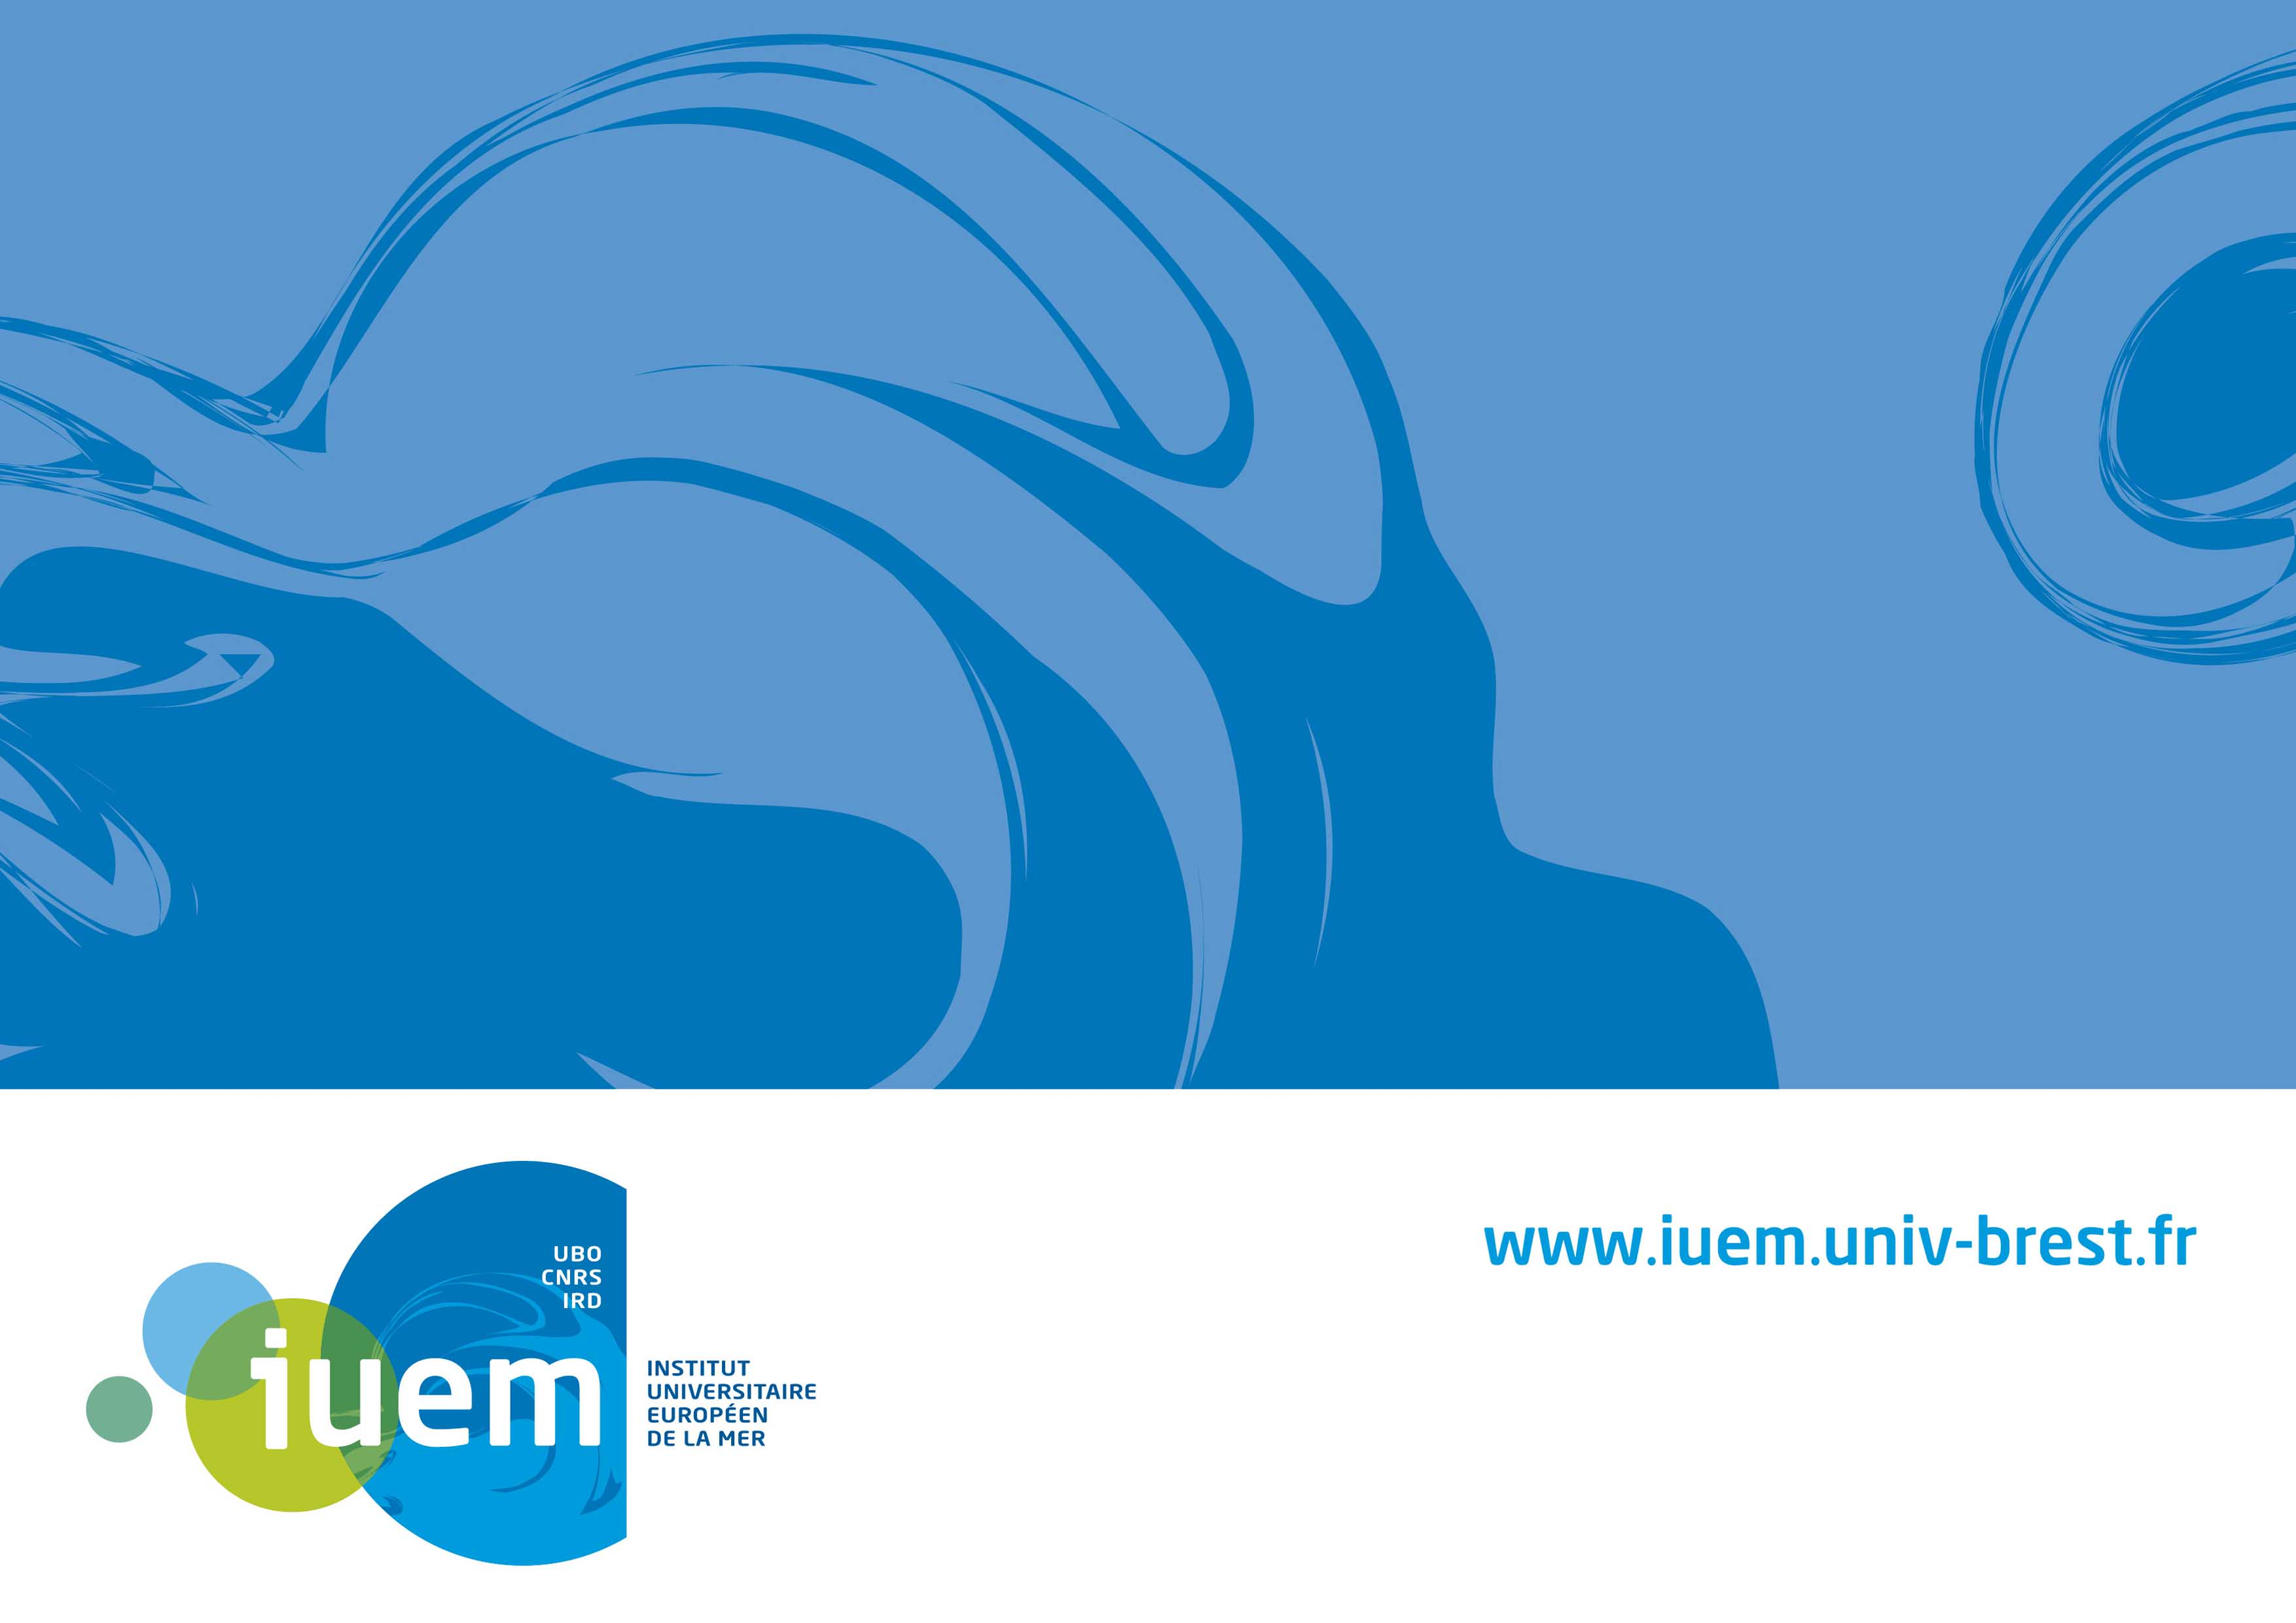 UBO
CNRS
IRD
iuem
INSTITUT
UNIVERSITAIRE
EUROPÉEN
DE LA MER
www.iuem.univ-brest.fr